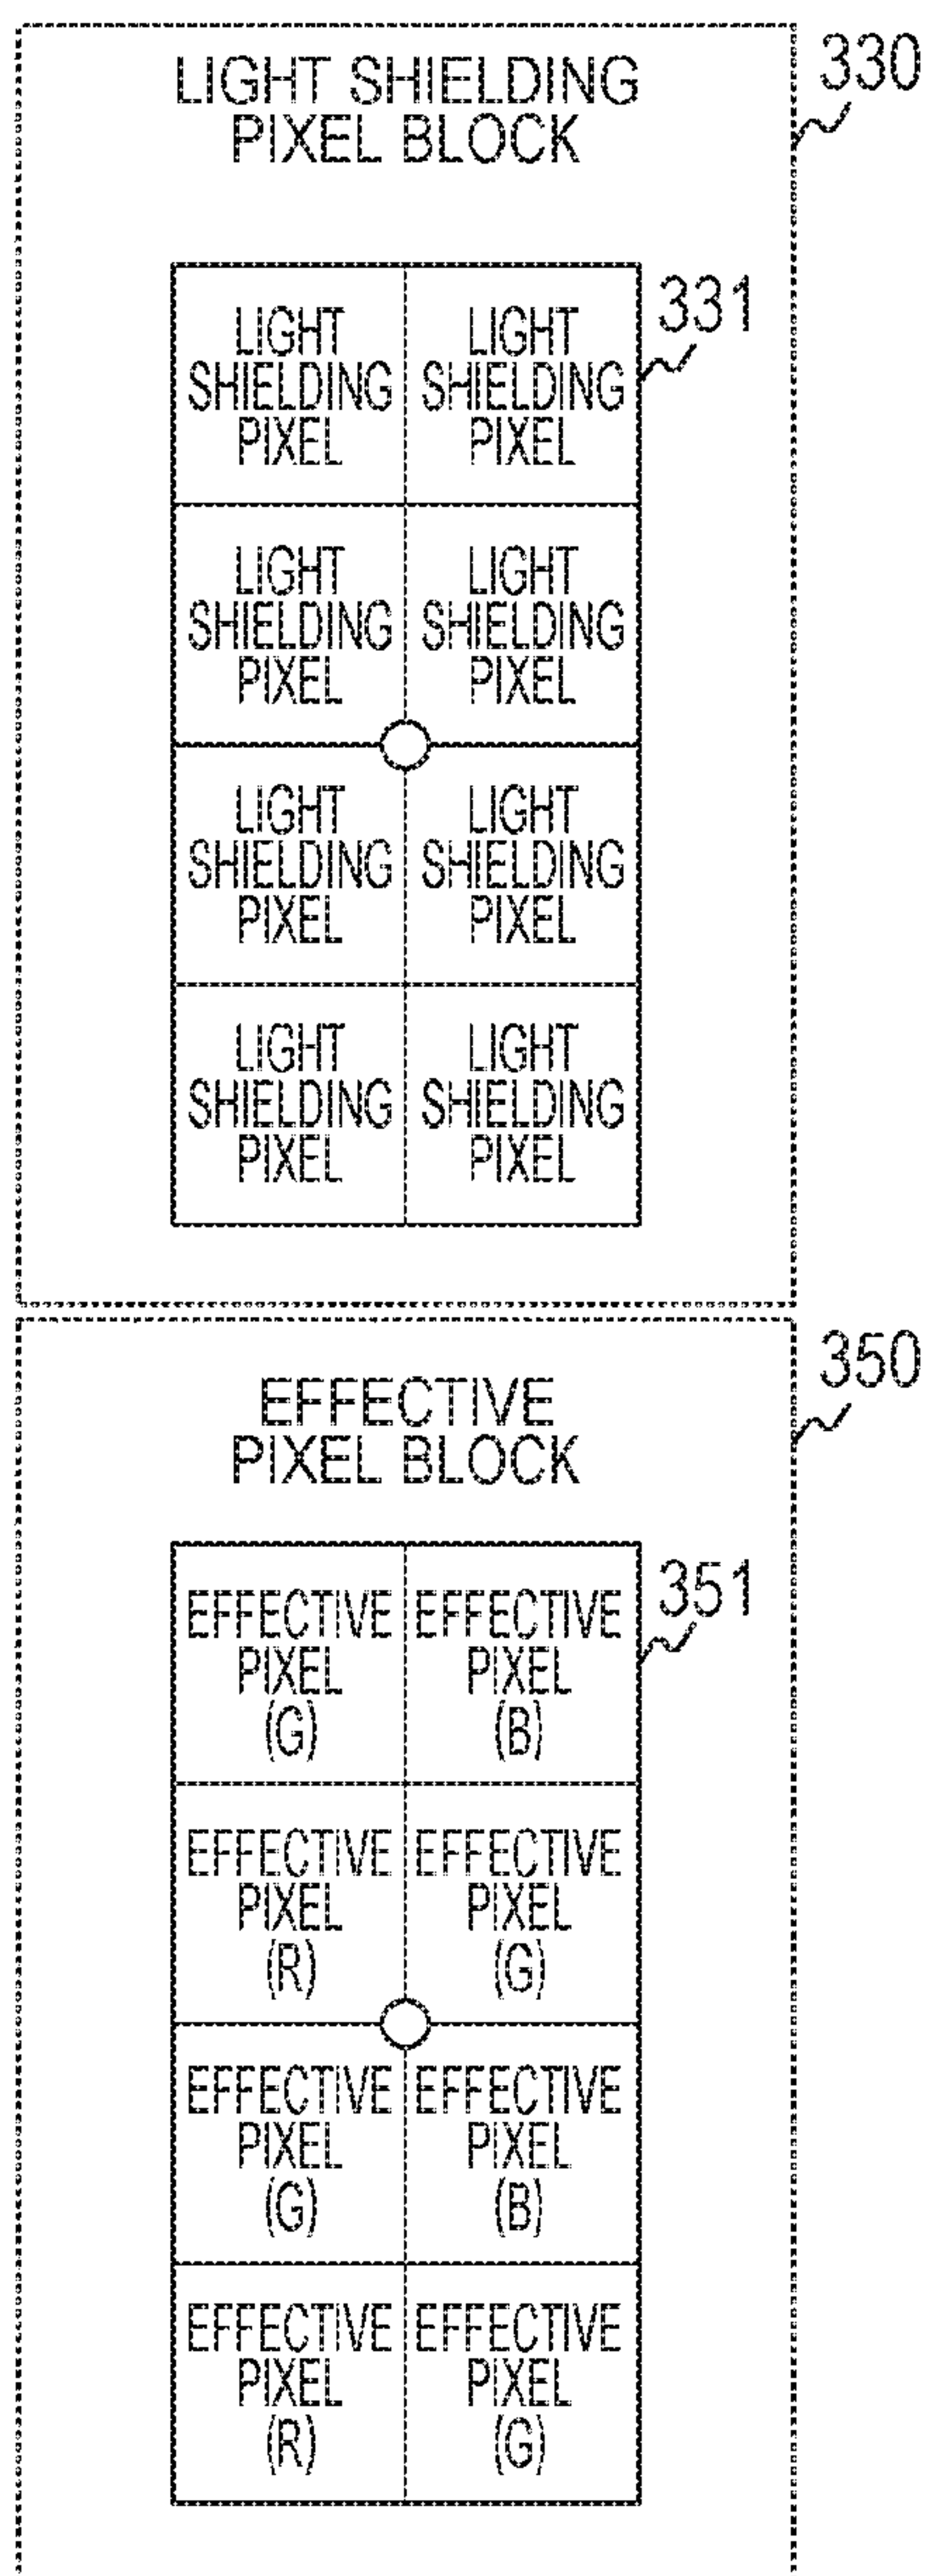 LIGHT SHIELDING
PIXEL BLOCK
330
LIGHT
SHIELDING
PIXEL
LIGHT
SHIELDING
PIXEL
331
LIGHT
SHIELDING
PIXEL
LIGHT
SHIELDING
PIXEL
LIGHT
SHIELDING
PIXEL
LIGHT
SHIELDING
PIXEL
LIGHT
SHIELDING
PIXEL
LIGHT
SHIELDING
PIXEL
EFFECTIVE
PIXEL BLOCK
350
EFFECTIVE
PIXEL
(G)
EFFECTIVE
PIXEL
(B)
351
EFFECTIVE
PIXEL
(R)
EFFECTIVE
PIXEL
(G)
EFFECTIVE
PIXEL
(G)
EFFECTIVE
PIXEL
(B)
EFFECTIVE
PIXEL
(R)
EFFECTIVE
PIXEL
(G)